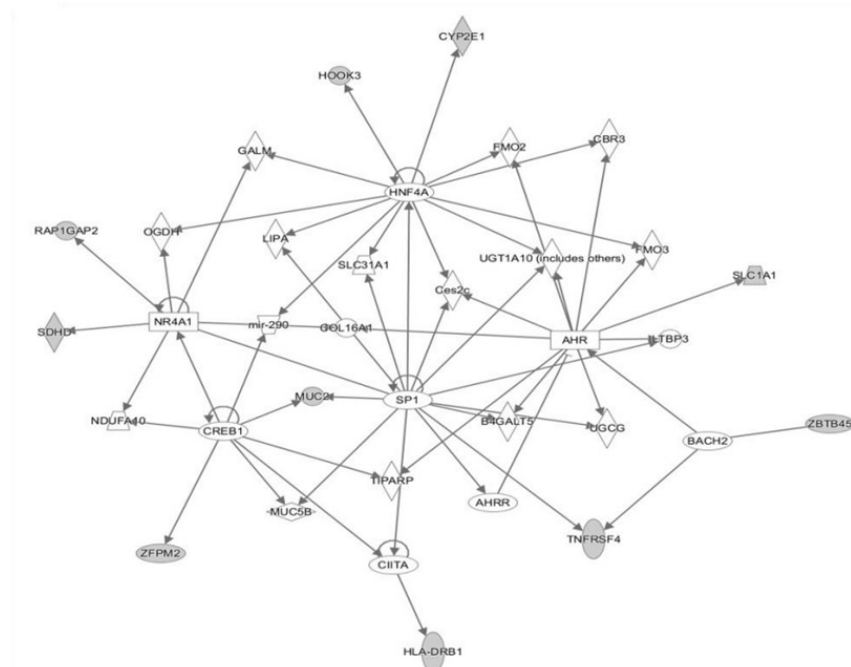 CYP2E1
HOOK3
GALM
FMO2
CBR3
HNF4A
RAP1GAP2
OGDH
LIPA
SLC31A1
UGT1A10 (includes others)
FMO3
SLC1A1
Ces2c
SDHD
NR4A1
mir-290
COL16A1
AHR
LTBP3
NDUFA10
MUC2
SP1
B4GALT5
UGCG
CREB1
BACH2
ZBTB45
TIPARP
MUC5B
AHRR
TNFRSF4
ZFPM2
CIITA
HLA-DRB1